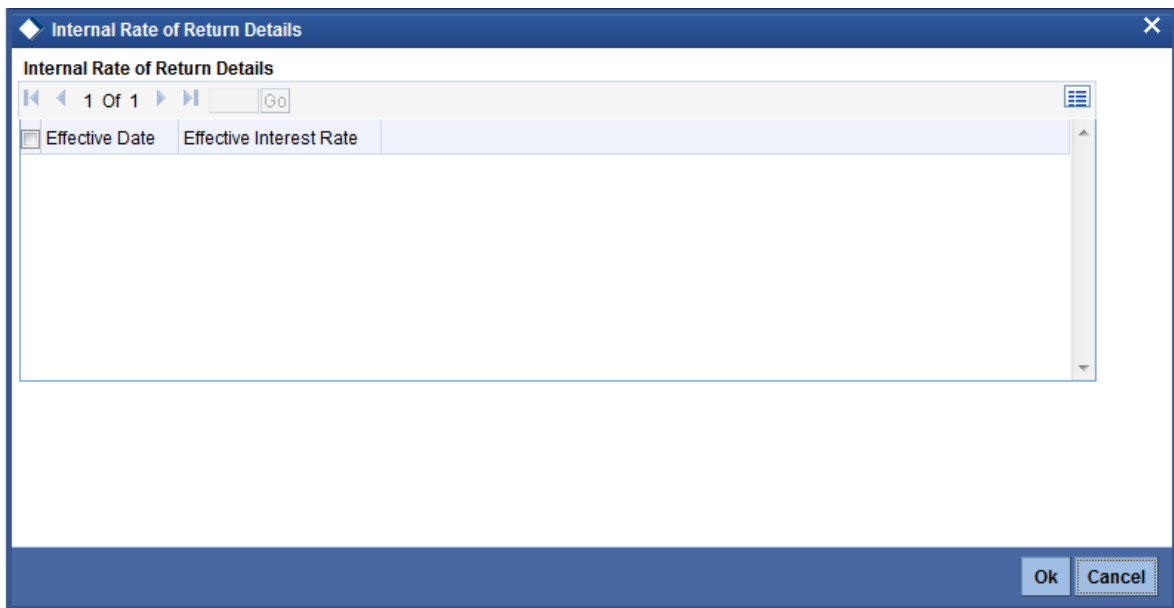 Internal Rate of Return Details
Internal Rate of Return Details
1 Of 1 Go
Effective Date Effective Interest Rate
Ok Cancel